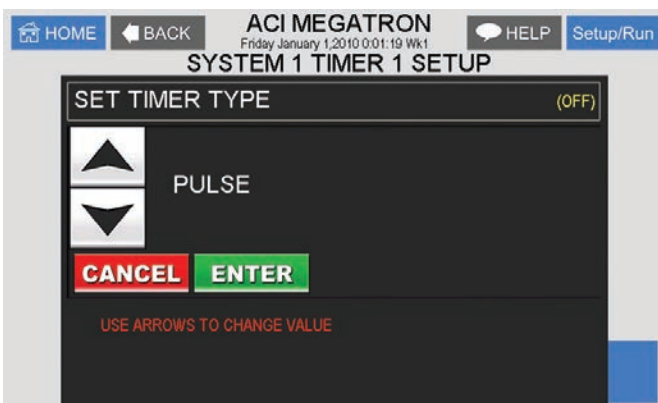 HOME BACK ACI MEGATRON HELP Setup/Run
Friday January 1,2010 0:01:19 Wk1
SYSTEM 1 TIMER 1 SETUP
SET TIMER TYPE (OFF)
PULSE
CANCEL ENTER
USE ARROWS TO CHANGE VALUE